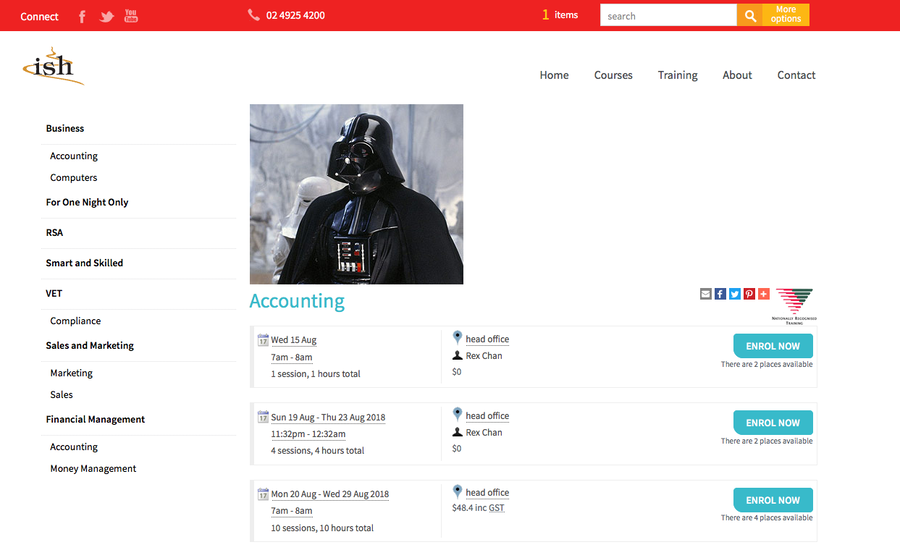 Connect
You
Tube
02 4925 4200
1 items
search
More
options
ish
Home
Courses
Training
About
Contact
Business
Accounting
Computers
For One Night Only
RSA
Smart and Skilled
VET
Compliance
Sales and Marketing
Marketing
Sales
Financial Management
Accounting
Money Management
Accounting
NATIONALLY RECOGNISED
TRAINING
17
Wed 15 Aug
7am - 8am
1 session, 1 hours total
head office
Rex Chan
$0
ENROL NOW
There are 2 places available
17
Sun 19 Aug - Thu 23 Aug 2018
11:32pm - 12:32am
4 sessions, 4 hours total
head office
Rex Chan
$0
ENROL NOW
There are 2 places available
17
Mon 20 Aug - Wed 29 Aug 2018
7am - 8am
10 sessions, 10 hours total
head office
$48.4 inc GST
ENROL NOW
There are 4 places available